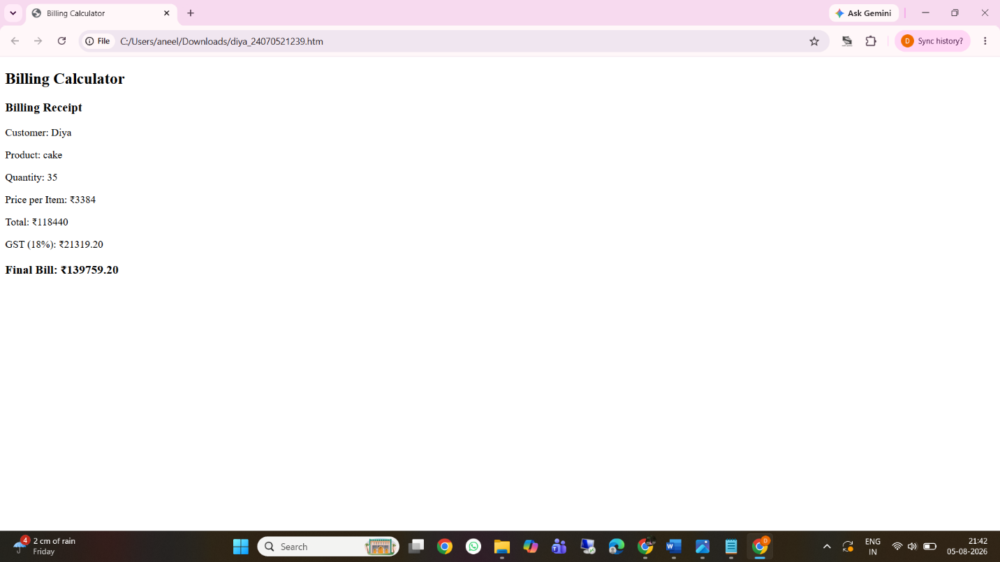 Billing Calculator
Ask Gemini
File
C:/Users/aneel/Downloads/diya_24070521239.htm
D
Sync history?
Billing Calculator
Billing Receipt
Customer: Diya
Product: cake
Quantity: 35
Price per Item: ₹3384
Total: ₹118440
GST (18%): ₹21319.20
Final Bill: ₹139759.20
4
2 cm of rain
Friday
Search
T
W
D
ENG
IN
21:42
05-08-2026